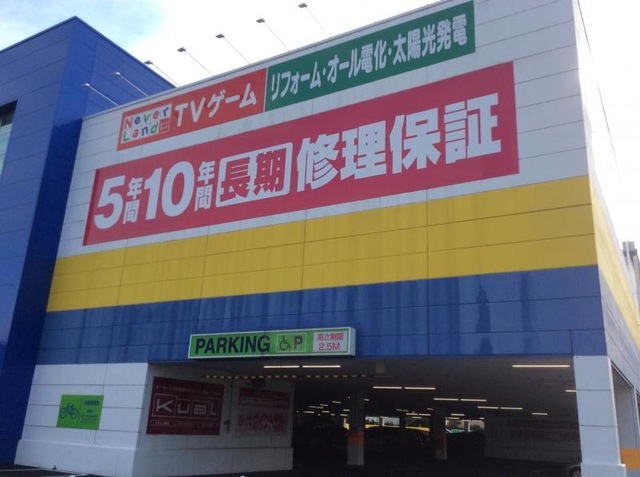 Never Land
TVゲーム
リフォーム・オール電化・太陽光発電
5年間10年間長期修理保証
PARKING P 高さ制限 2.5M
KuaL